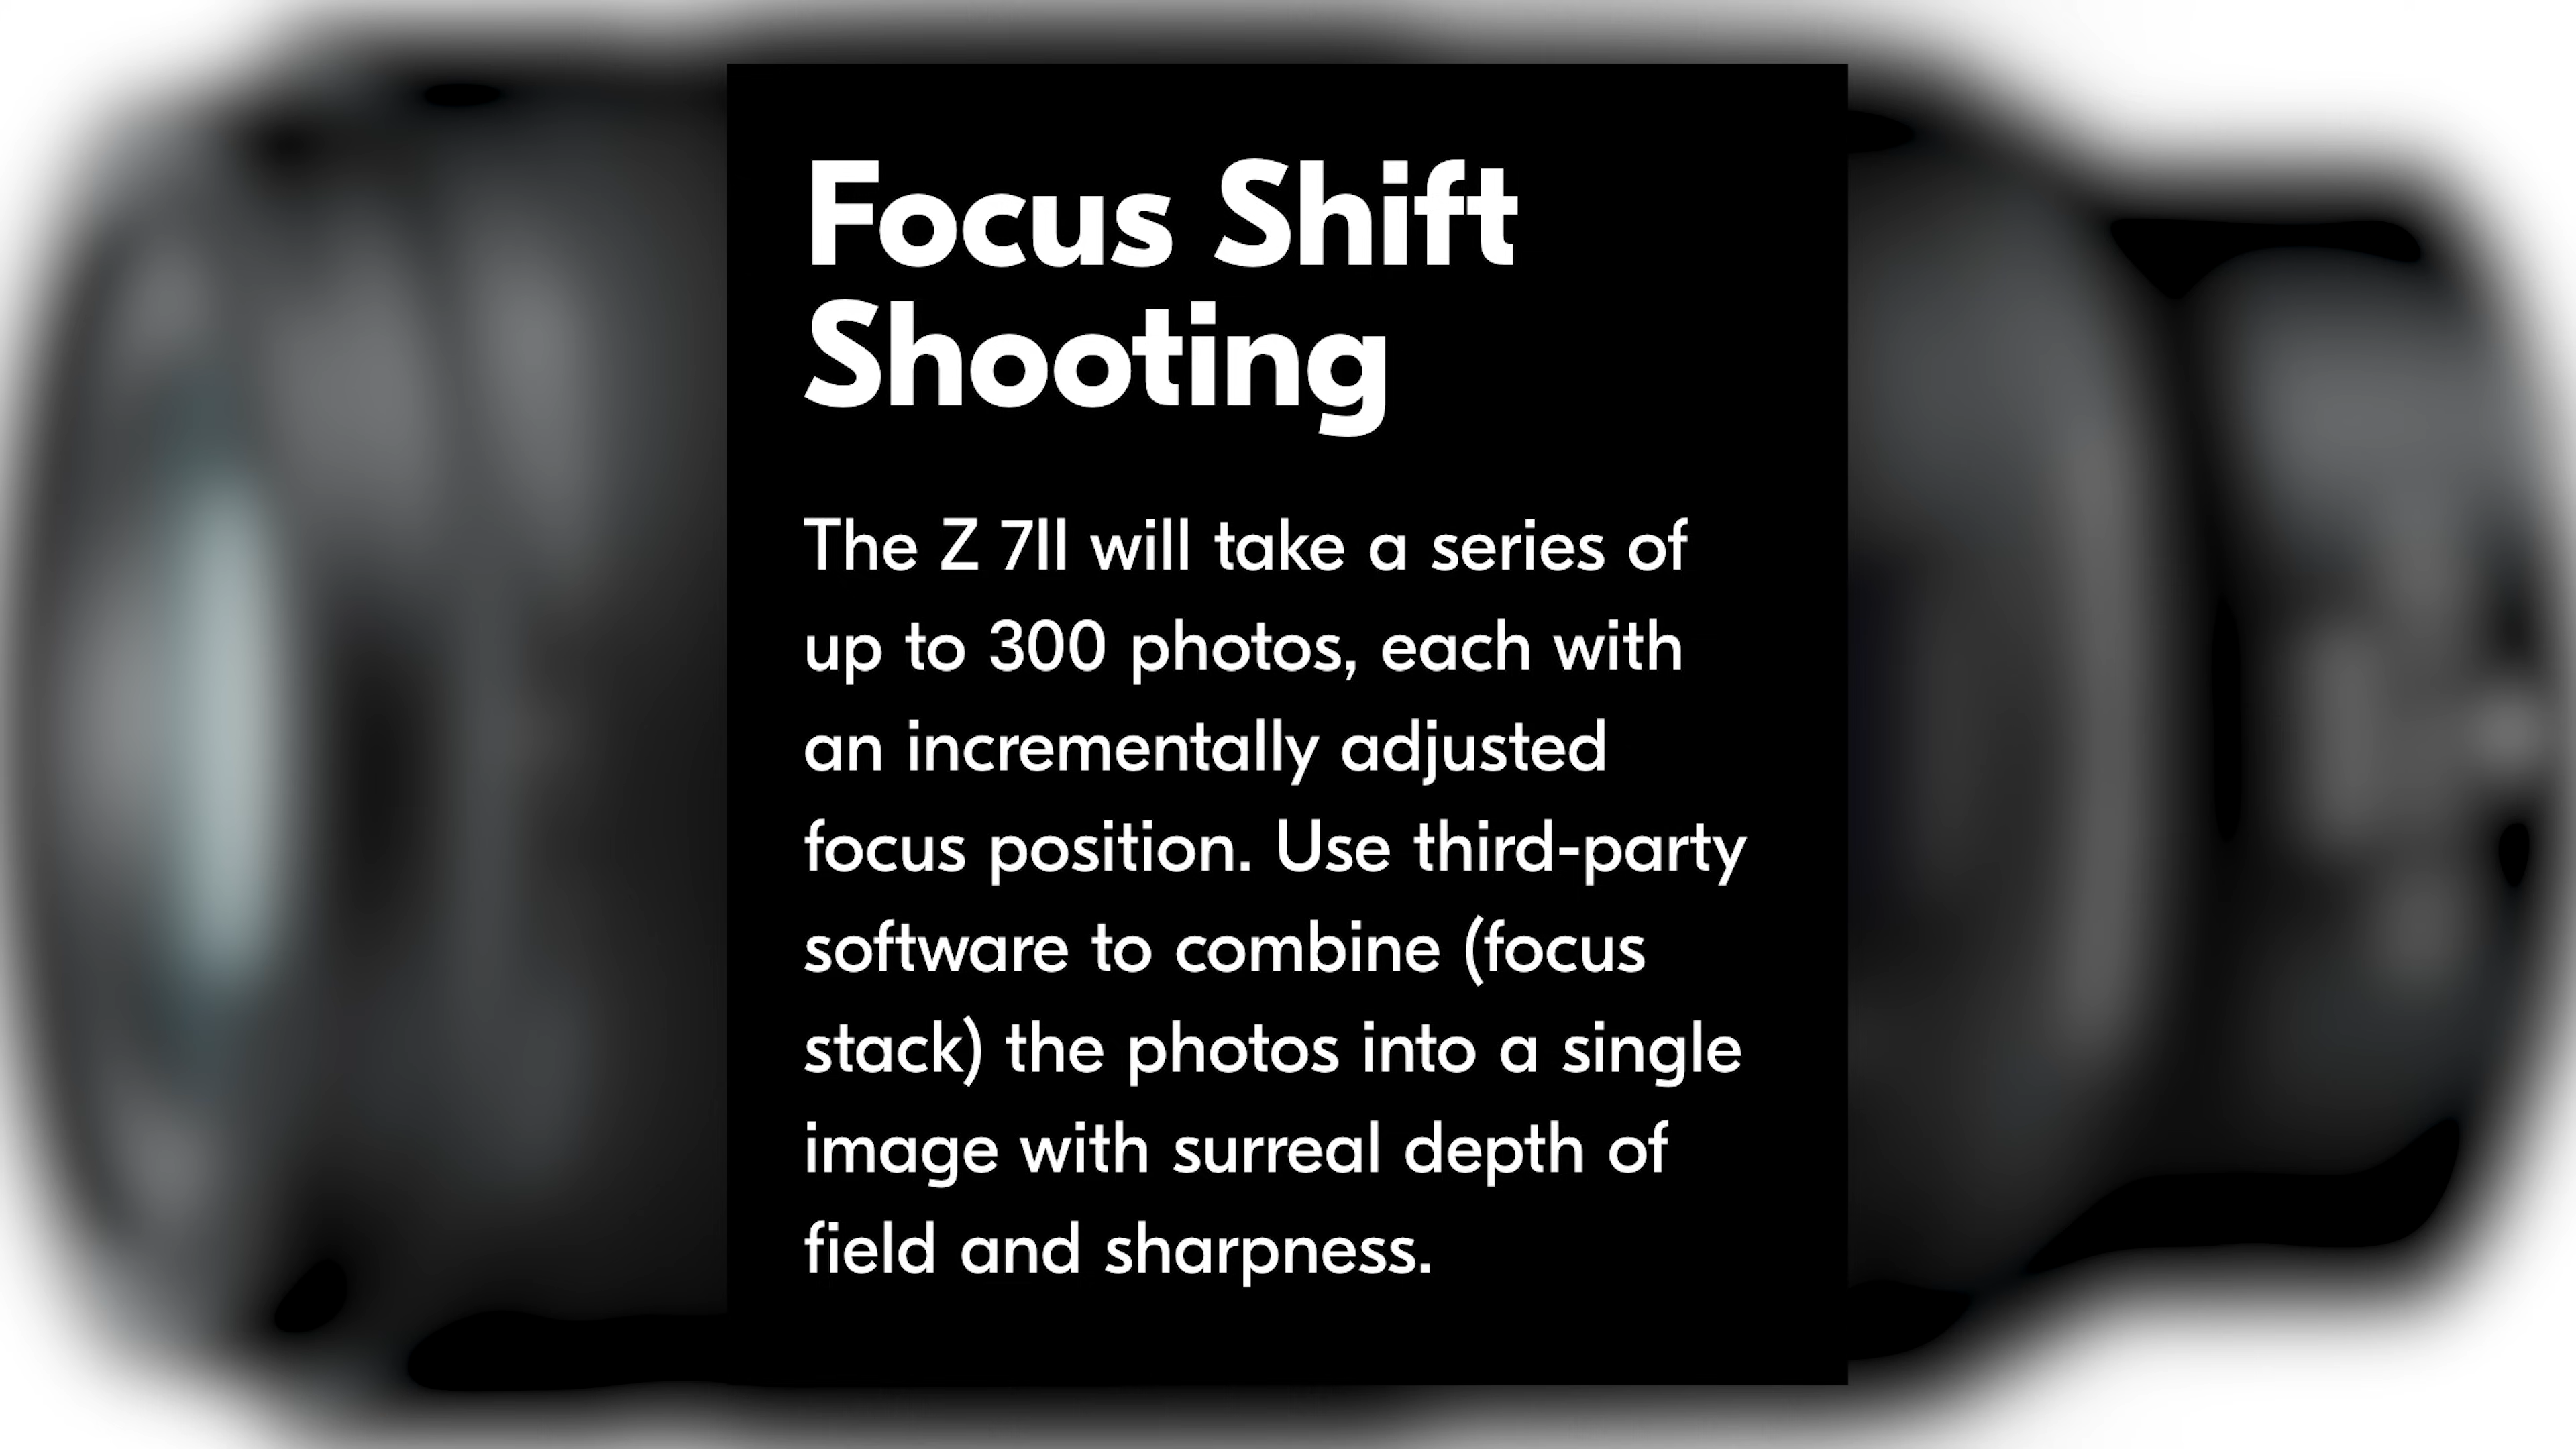 Focus Shift
Shooting
The Z 7II will take a series of
up to 300 photos, each with
an incrementally adjusted
focus position. Use third-party
software to combine (focus
stack) the photos into a single
image with surreal depth of
field and sharpness.